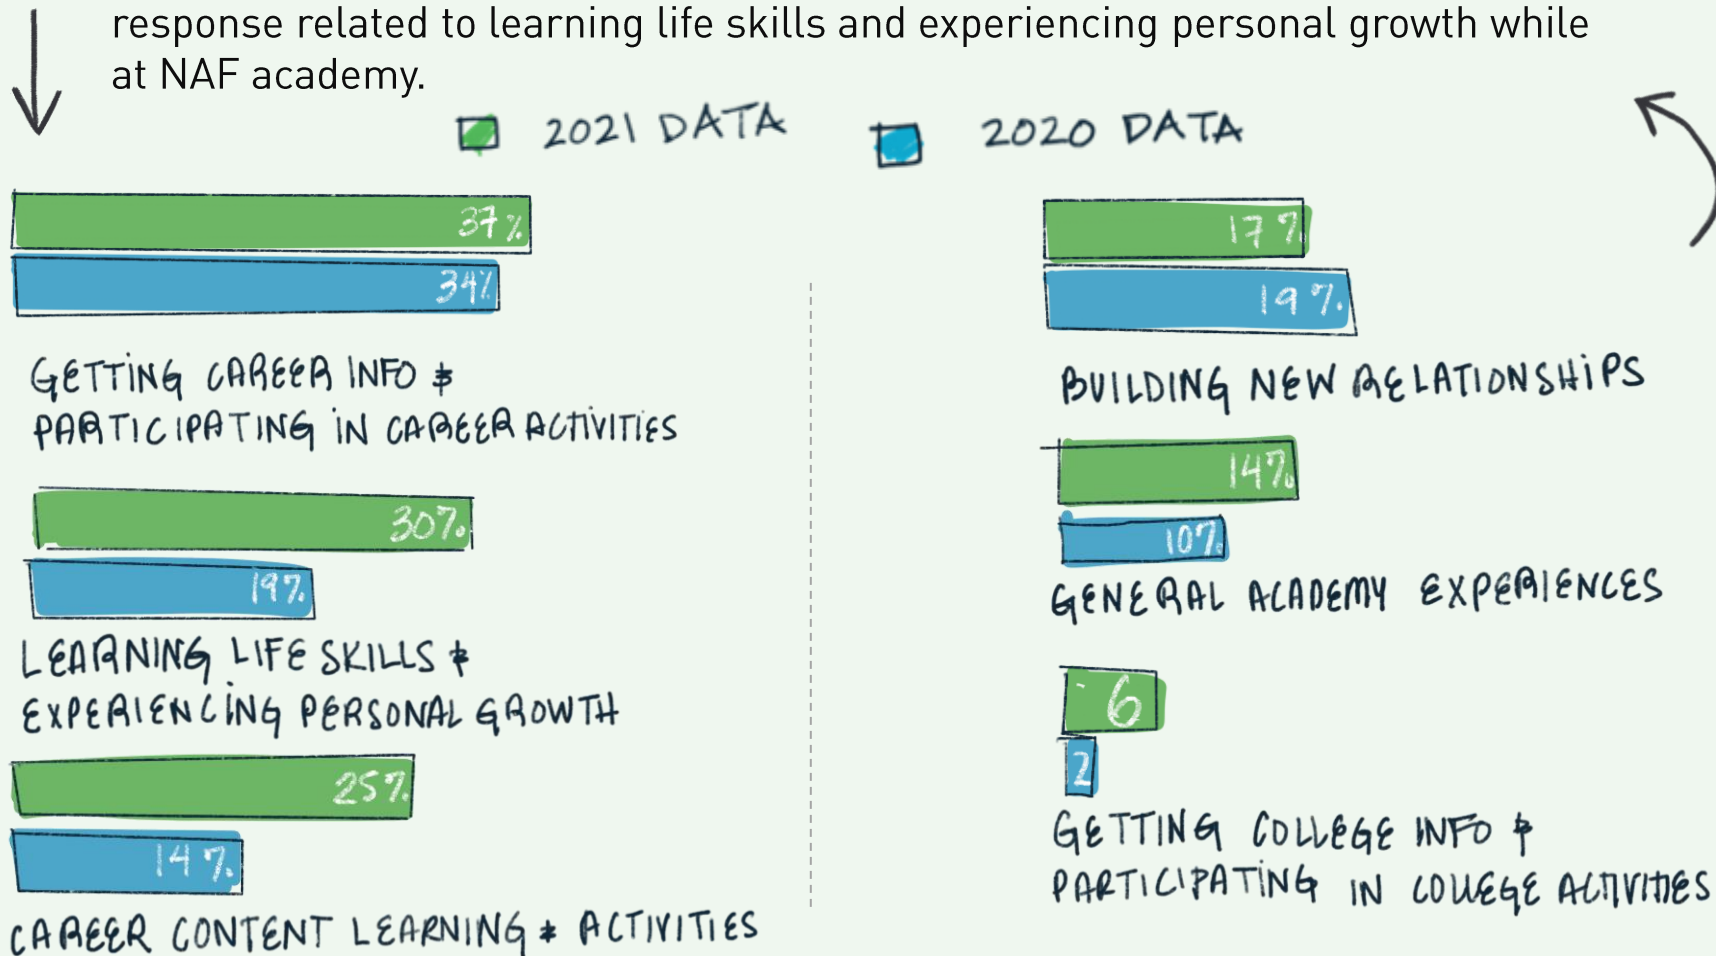 response related to learning life skills and experiencing personal growth while
at NAF academy.
2021 DATA
2020 DATA
37%
34%
GETTING CAREER INFO &
PARTICIPATING IN CAREER ACTIVITIES
30%
19%
LEARNING LIFE SKILLS &
EXPERIENCING PERSONAL GROWTH
25%
14%
CAREER CONTENT LEARNING & ACTIVITIES
17%
19%
BUILDING NEW RELATIONSHIPS
14%
10%
GENERAL ACADEMY EXPERIENCES
6
2
GETTING COLLEGE INFO &
PARTICIPATING IN COLLEGE ACTIVITIES